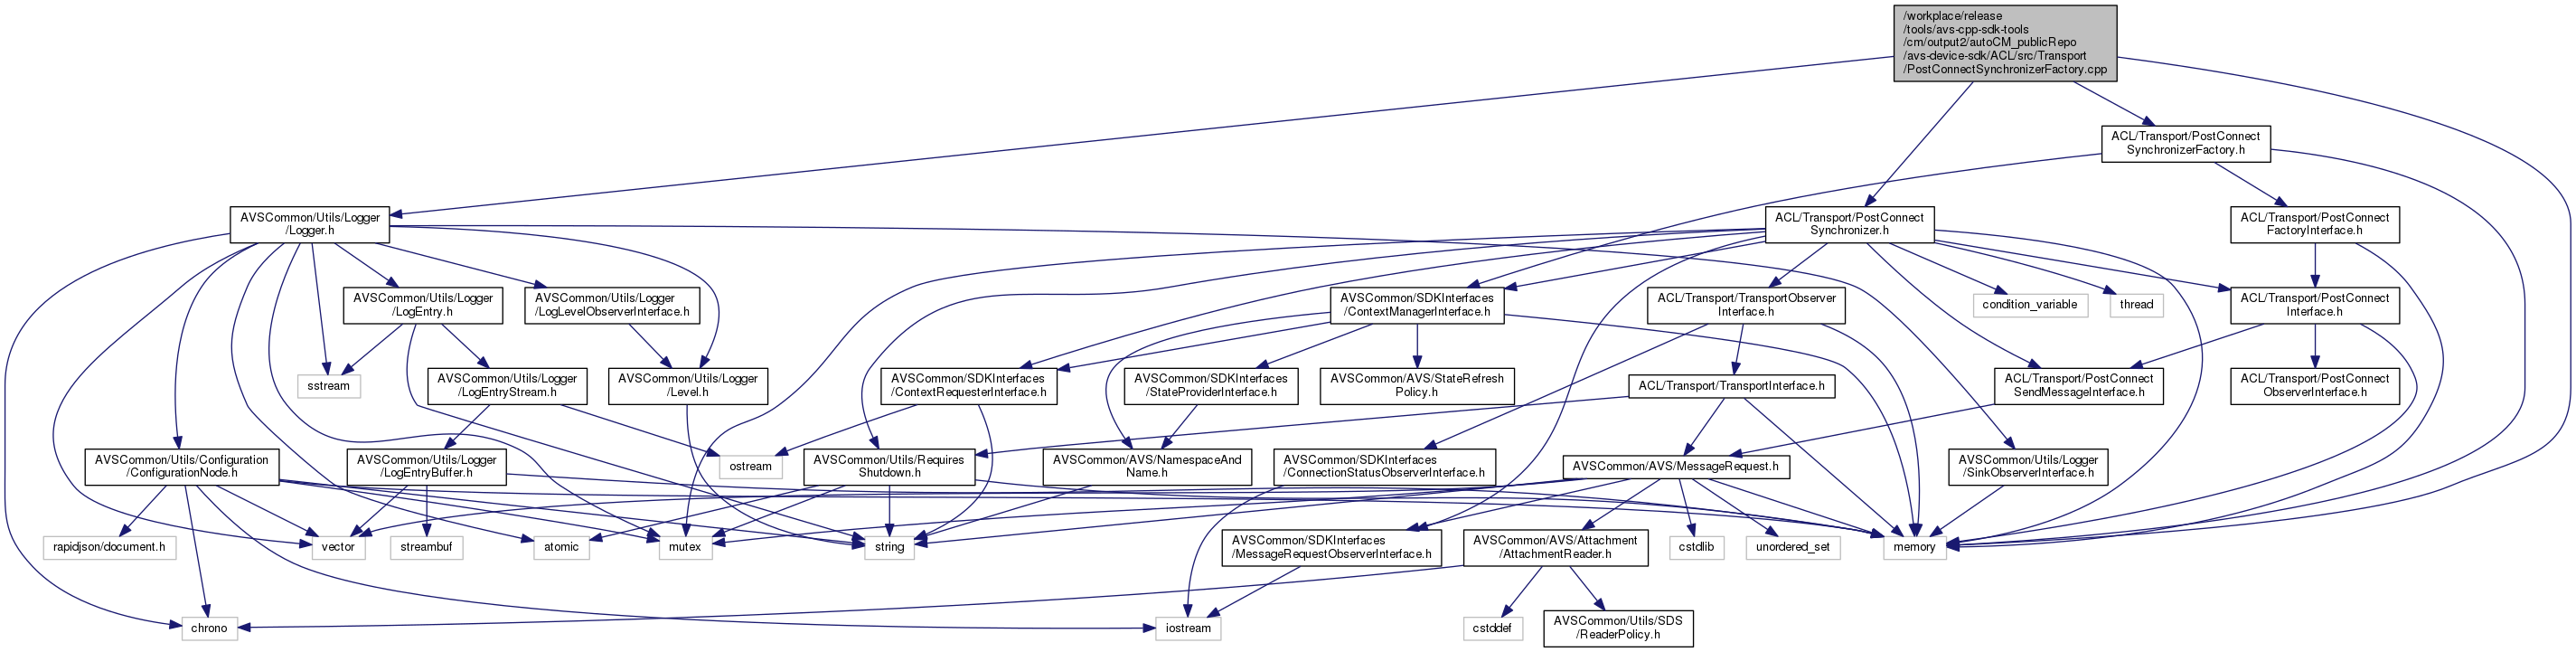 /workplace/release
/tools/avs-cpp-sdk-tools
/cm/output2/autoCM_publicRepo
/avs-device-sdk/ACL/src/Transport
/PostConnectSynchronizerFactory.cpp
ACL/Transport/PostConnect
SynchronizerFactory.h
AVSCommon/Utils/Logger
/Logger.h
ACL/Transport/PostConnect
Synchronizer.h
ACL/Transport/PostConnect
FactoryInterface.h
AVSCommon/Utils/Logger
/LogEntry.h
AVSCommon/Utils/Logger
/LogLevelObserverInterface.h
AVSCommon/SDKInterfaces
/ContextManagerInterface.h
ACL/Transport/TransportObserver
Interface.h
condition_variable
thread
ACL/Transport/PostConnect
Interface.h
sstream
AVSCommon/Utils/Logger
/LogEntryStream.h
AVSCommon/Utils/Logger
/Level.h
AVSCommon/SDKInterfaces
/ContextRequesterInterface.h
AVSCommon/SDKInterfaces
/StateProviderInterface.h
AVSCommon/AVS/StateRefresh
Policy.h
ACL/Transport/TransportInterface.h
ACL/Transport/PostConnect
SendMessageInterface.h
ACL/Transport/PostConnect
ObserverInterface.h
AVSCommon/Utils/Configuration
/ConfigurationNode.h
AVSCommon/Utils/Logger
/LogEntryBuffer.h
ostream
AVSCommon/Utils/Requires
Shutdown.h
AVSCommon/AVS/NamespaceAnd
Name.h
AVSCommon/SDKInterfaces
/ConnectionStatusObserverInterface.h
AVSCommon/AVS/MessageRequest.h
AVSCommon/Utils/Logger
/SinkObserverInterface.h
rapidjson/document.h
vector
streambuf
atomic
mutex
string
AVSCommon/SDKInterfaces
/MessageRequestObserverInterface.h
AVSCommon/AVS/Attachment
/AttachmentReader.h
cstdlib
unordered_set
memory
chrono
iostream
cstddef
AVSCommon/Utils/SDS
/ReaderPolicy.h